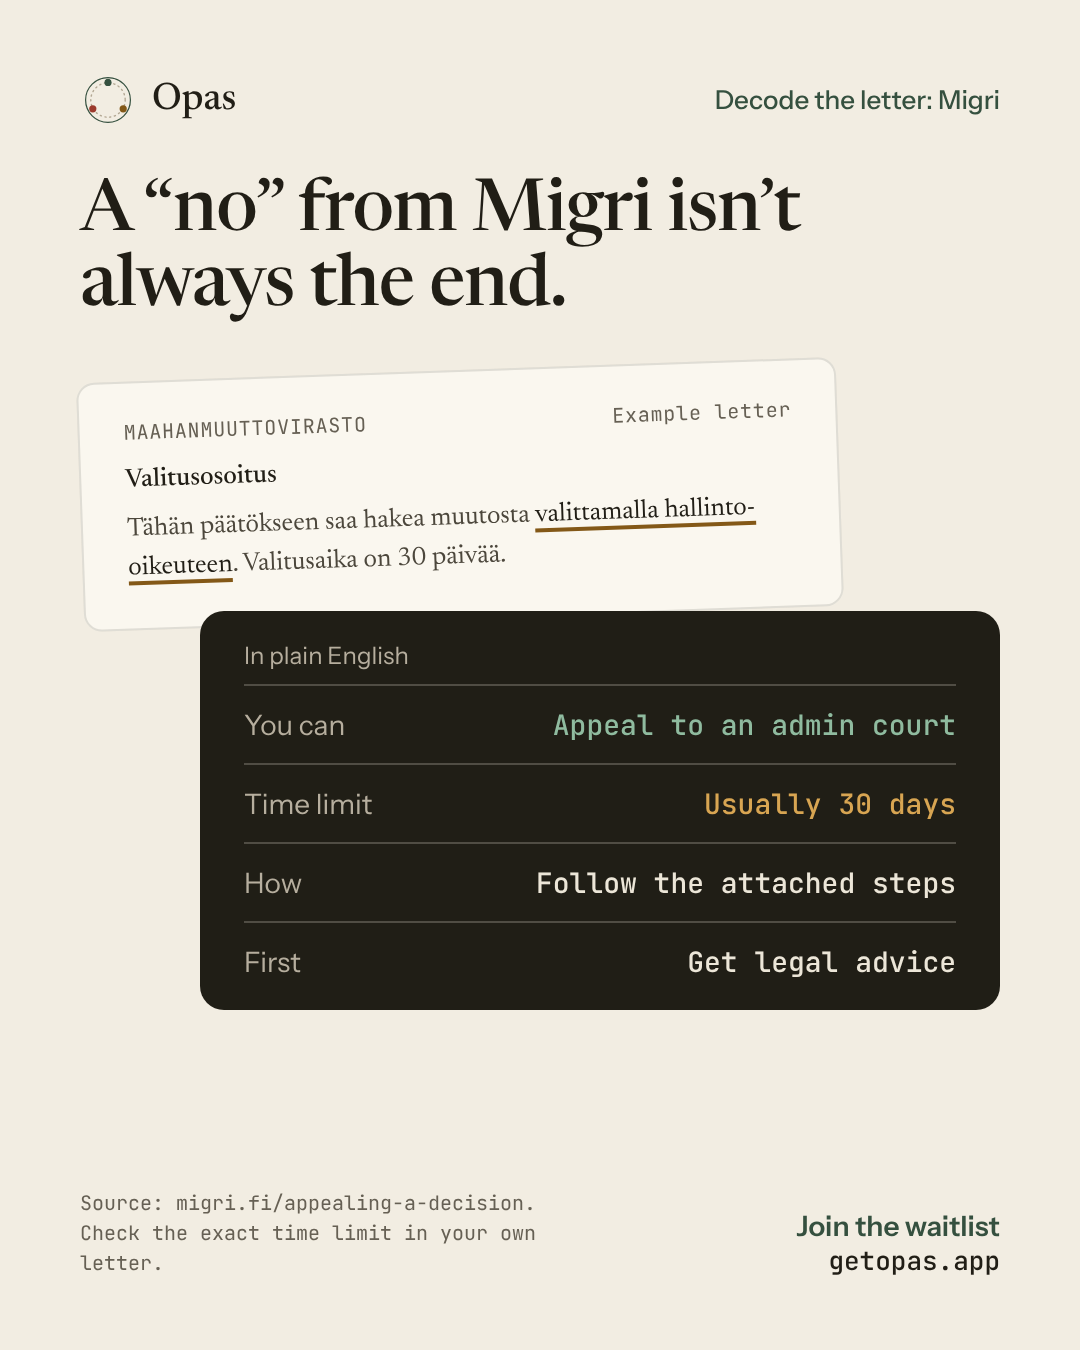 Opas
Decode the letter: Migri
A “no” from Migri isn’t
always the end.
MAAHANMUUTTOVIRASTO
Example letter
Valitusosoitus
Tähän päätökseen saa hakea muutosta valittamalla hallinto-
oikeuteen. Valitusaika on 30 päivää.
In plain English
You can
Appeal to an admin court
Time limit
Usually 30 days
How
Follow the attached steps
First
Get legal advice
Source: migri.fi/appealing-a-decision.
Check the exact time limit in your own
letter.
Join the waitlist
getopas.app